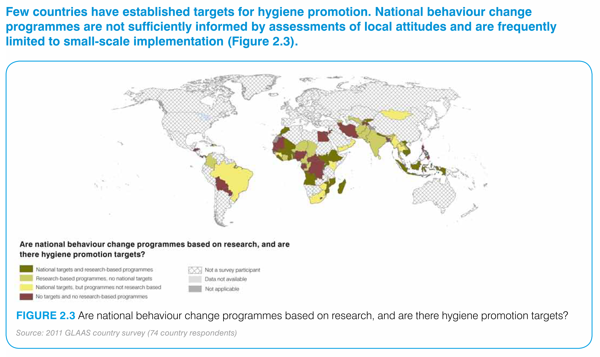 Few countries have established targets for hygiene promotion. National behaviour change
programmes are not sufficiently informed by assessments of local attitudes and are frequently
limited to small-scale implementation (Figure 2.3).
Are national behaviour change programmes based on research, and are
there hygiene promotion targets?
National targets and research-based programmes
Research-based programmes, no national targets
National targets, but programmes not research based
No targets and no research-based programmes
Not a survey participant
Data not available
Not applicable
FIGURE 2.3 Are national behaviour change programmes based on research, and are there hygiene promotion targets?
Source: 2011 GLAAS country survey (74 country respondents)